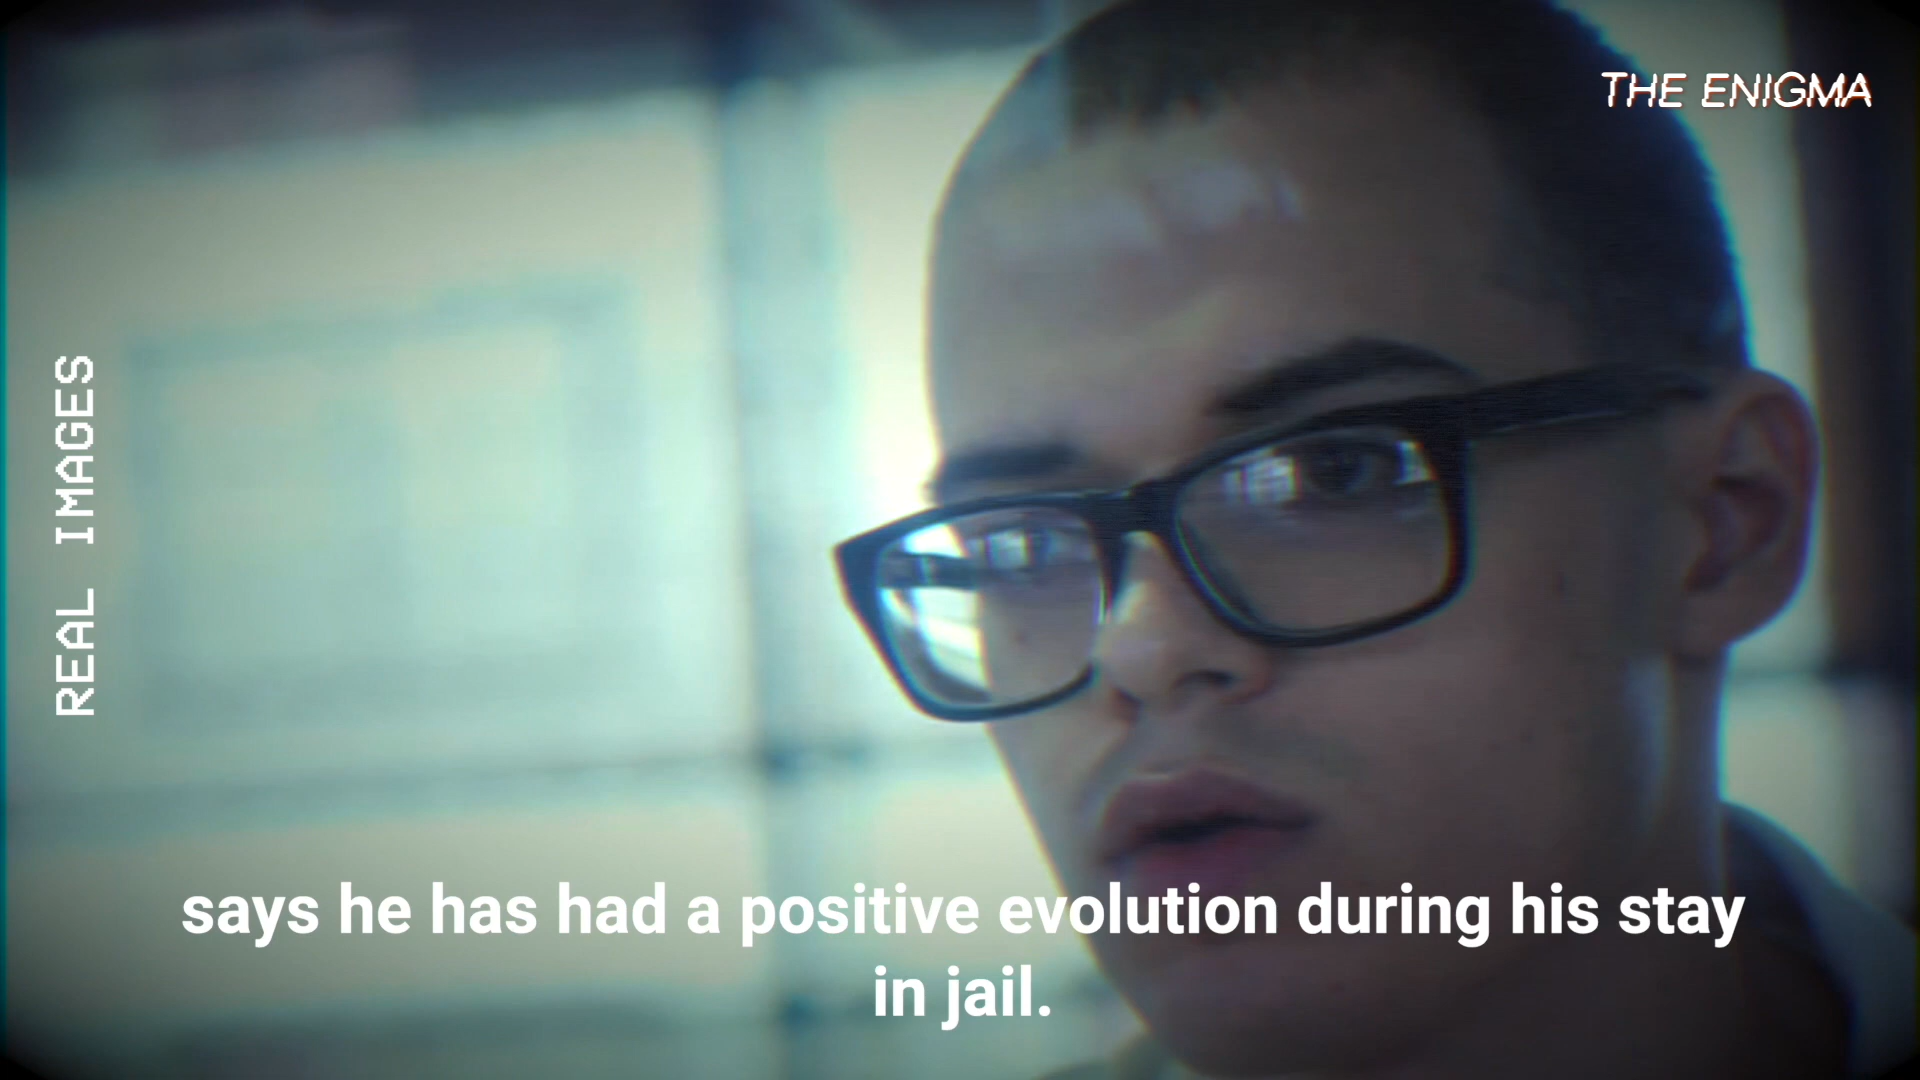 THE ENIGMA
REAL IMAGES
says he has had a positive evolution during his stay
in jail.